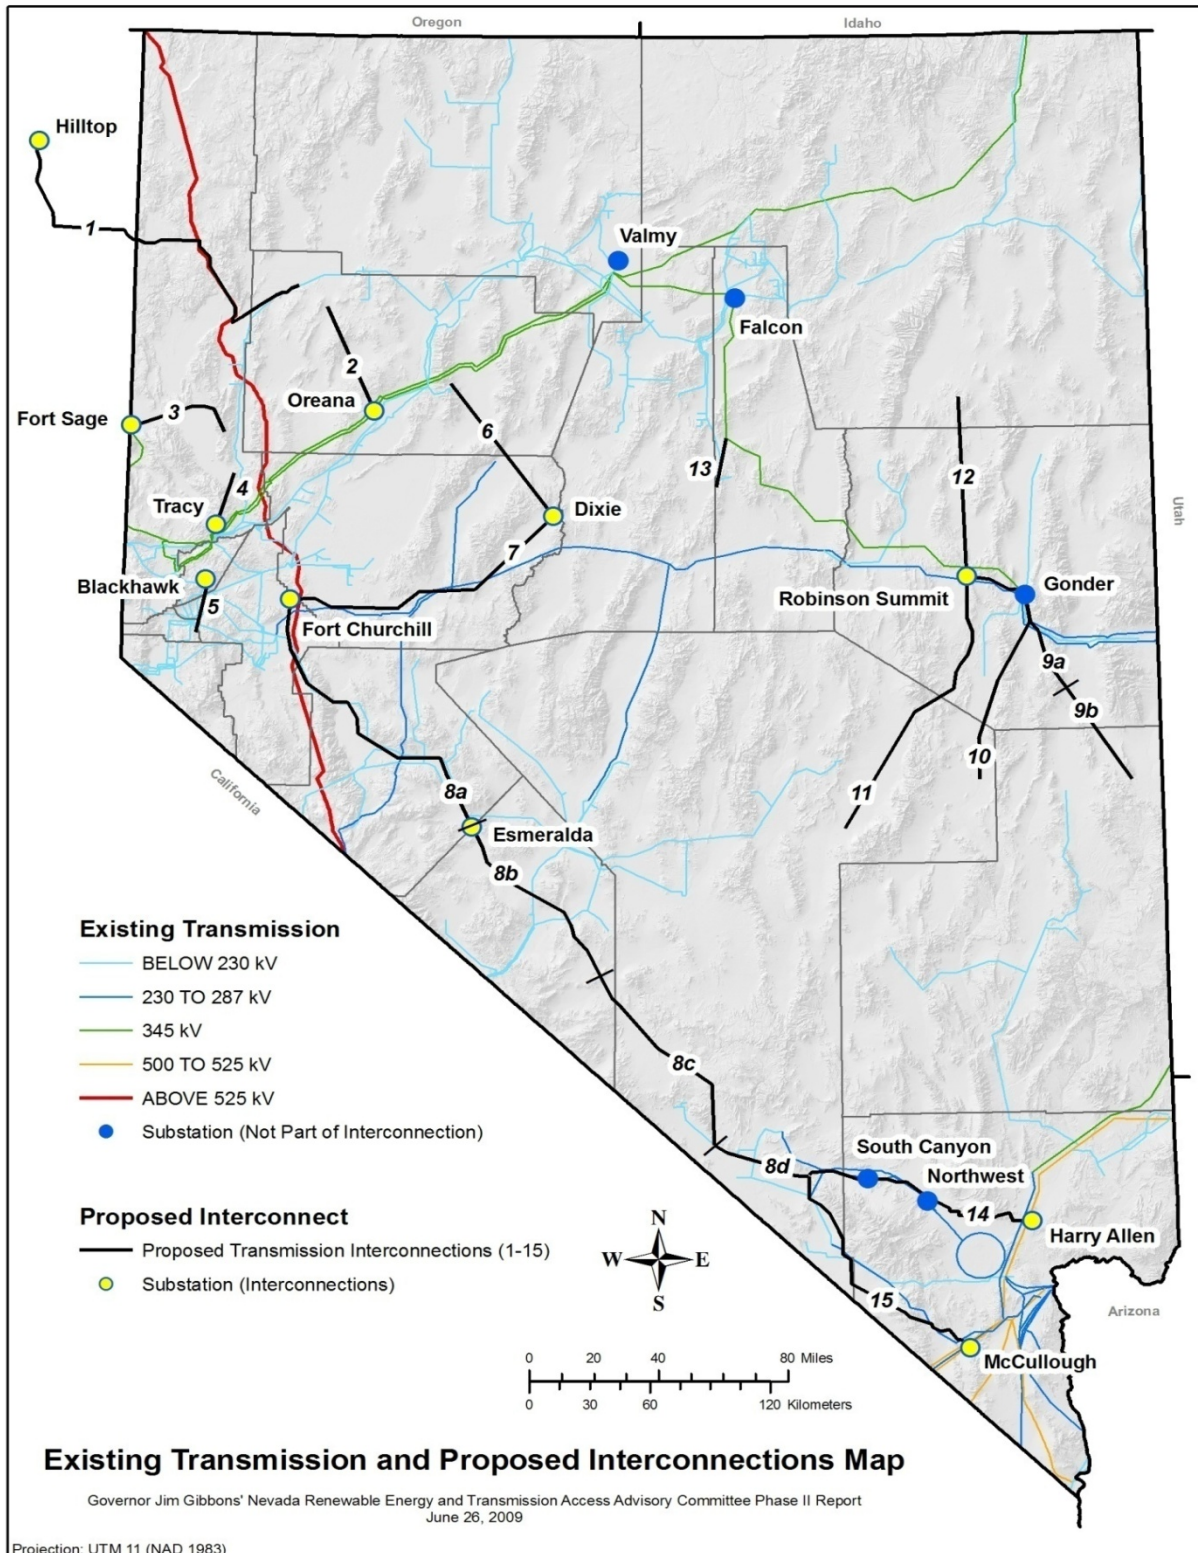 Oregon
Idaho
Hilltop
1
Valmy
Falcon
2
Oreana
Fort Sage
3
6
13
12
4
Tracy
Dixie
Utah
7
Blackhawk
5
Fort Churchill
Robinson Summit
Gonder
9a
9b
10
11
California
8a
Esmeralda
8b
Existing Transmission
BELOW 230 kV
230 TO 287 kV
345 kV
500 TO 525 kV
ABOVE 525 kV
Substation (Not Part of Interconnection)
8c
8d
South Canyon
Northwest
14
Harry Allen
Proposed Interconnect
Proposed Transmission Interconnections (1-15)
Substation (Interconnections)
N
W E
S
15
Arizona
McCullough
0 20 40 80 Miles
0 30 60 120 Kilometers
Existing Transmission and Proposed Interconnections Map
Governor Jim Gibbons' Nevada Renewable Energy and Transmission Access Advisory Committee Phase II Report
June 26, 2009
Projection: UTM 11 (NAD 1983)